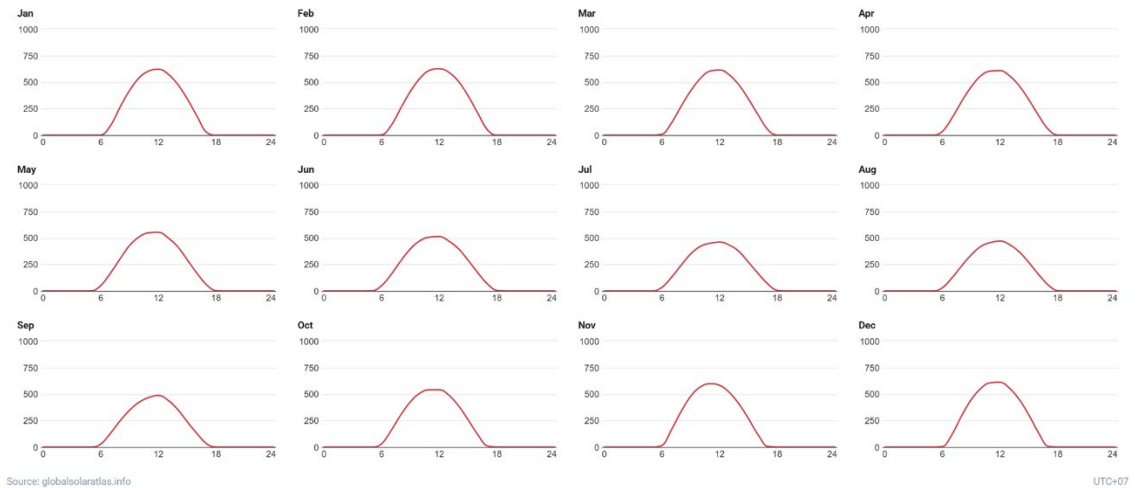 Jan Feb Mar Apr
1000 1000 1000 1000
750 750 750 750
500 500 500 500
250 250 250 250
0 0 0 0
0 6 12 18 24 0 6 12 18 24 0 6 12 18 24 0 6 12 18 24
May Jun Jul Aug
1000 1000 1000 1000
750 750 750 750
500 500 500 500
250 250 250 250
0 0 0 0
0 6 12 18 24 0 6 12 18 24 0 6 12 18 24 0 6 12 18 24
Sep Oct Nov Dec
1000 1000 1000 1000
750 750 750 750
500 500 500 500
250 250 250 250
0 0 0 0
0 6 12 18 24 0 6 12 18 24 0 6 12 18 24 0 6 12 18 24
Source: globalsolaratlas.info UTC+07